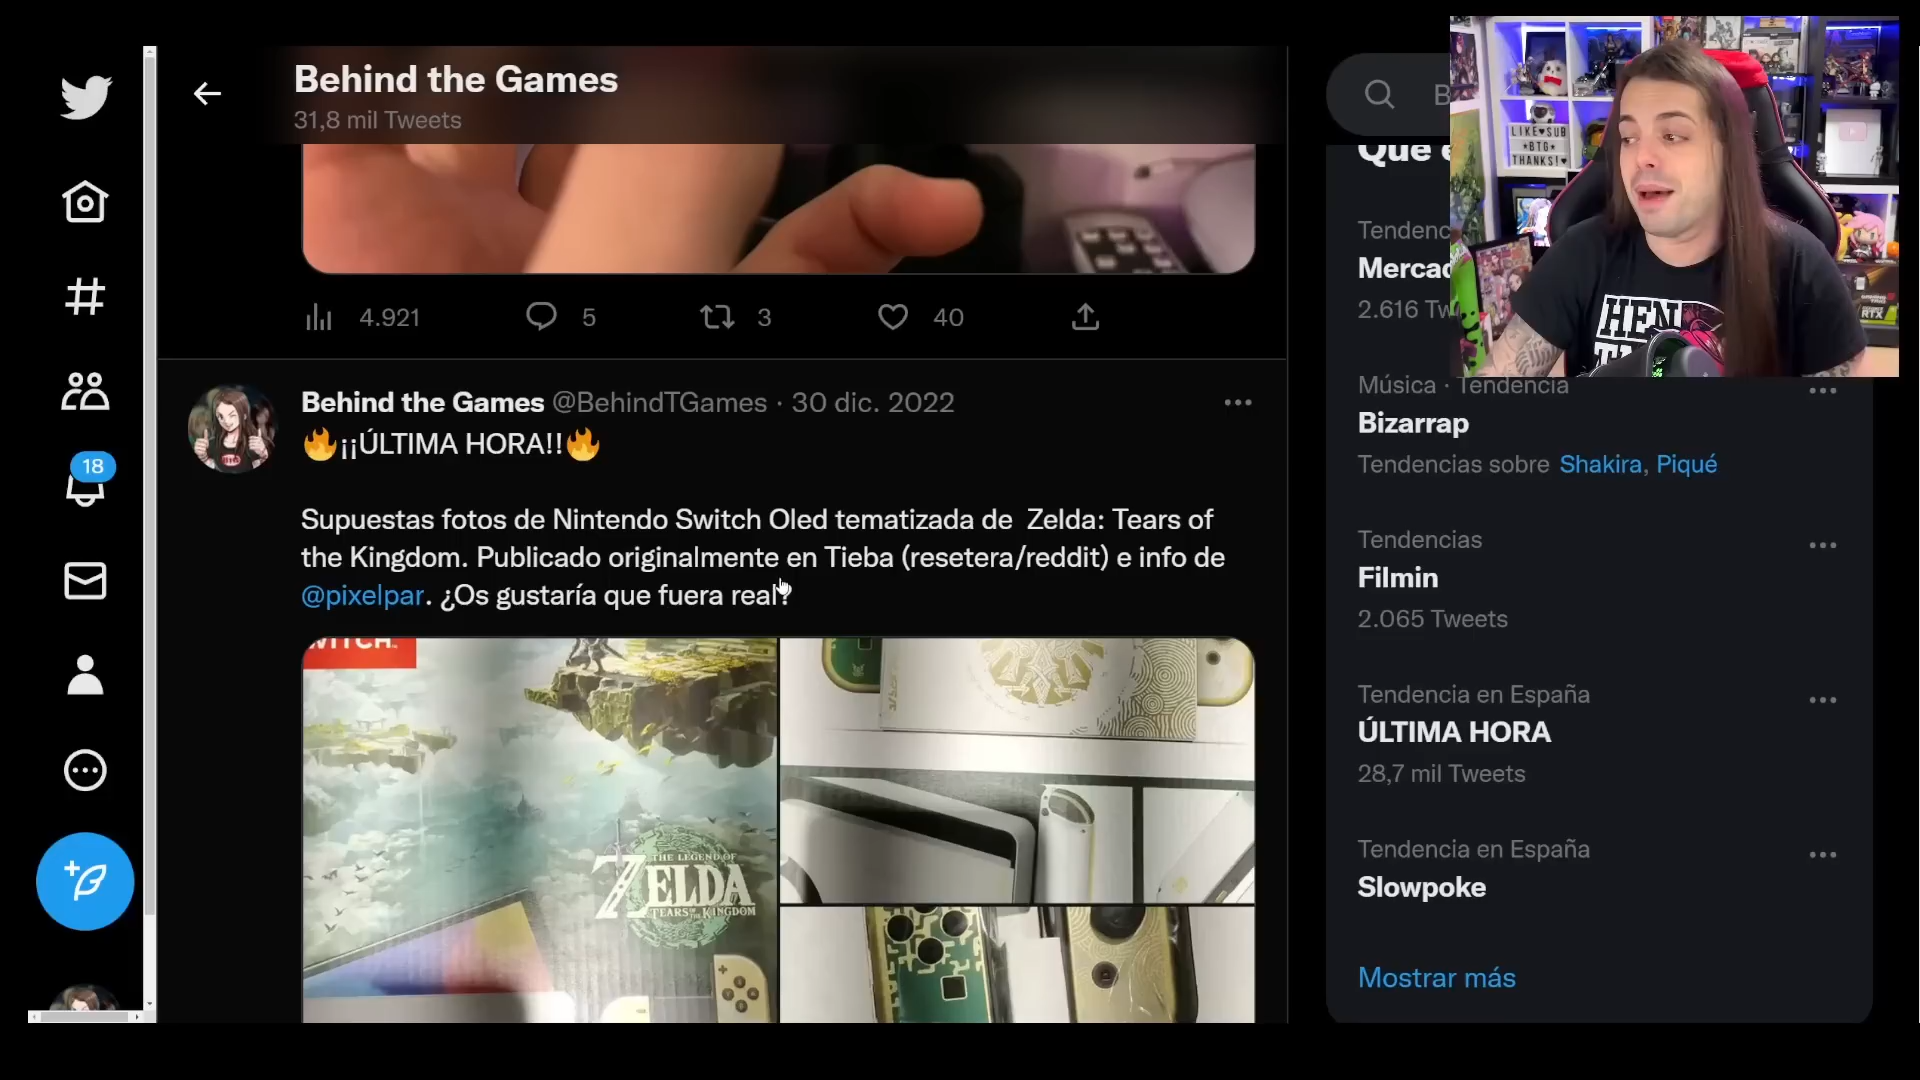 Behind the Games
31,8 mil Tweets
4.921
5
3
40
Behind the Games @BehindTGames · 30 dic. 2022
🔥¡¡ÚLTIMA HORA!!🔥
Supuestas fotos de Nintendo Switch Oled tematizada de Zelda: Tears of
the Kingdom. Publicado originalmente en Tieba (resetera/reddit) e info de
@pixelpar. ¿Os gustaría que fuera real?
THE LEGEND OF
ZELDA
TEARS OF THE KINGDOM
18
Tendencias
2.616
Música · Tendencia
Bizarrap
Tendencias sobre Shakira, Piqué
Tendencias
Filmin
2.065 Tweets
Tendencia en España
ÚLTIMA HORA
28,7 mil Tweets
Tendencia en España
Slowpoke
Mostrar más
LIKE♥SUB
*BTG*
THANKS!♥
HEN
RTX